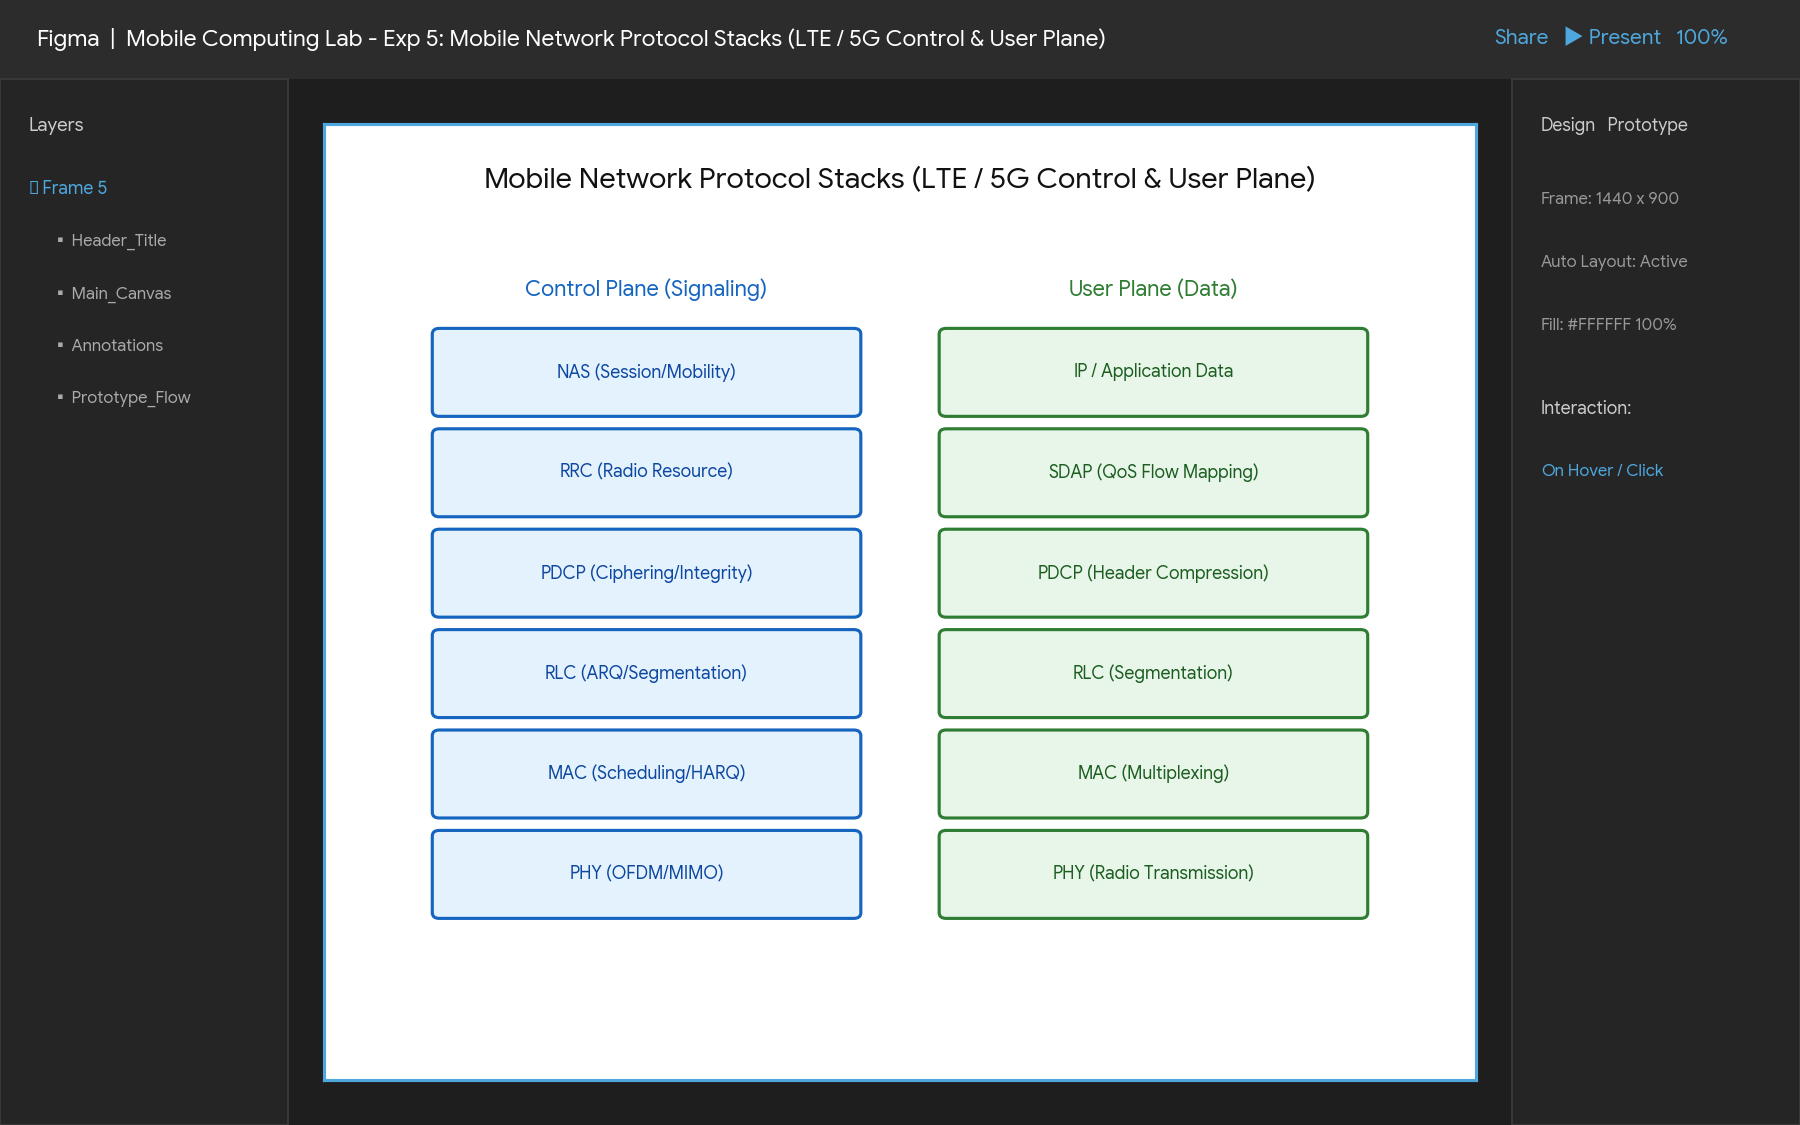 Figma | Mobile Computing Lab - Exp 5: Mobile Network Protocol Stacks (LTE / 5G Control & User Plane)
Share ▶ Present 100%
Layers
Frame 5
▪ Header_Title
▪ Main_Canvas
▪ Annotations
▪ Prototype_Flow
Mobile Network Protocol Stacks (LTE / 5G Control & User Plane)
Control Plane (Signaling)
NAS (Session/Mobility)
RRC (Radio Resource)
PDCP (Ciphering/Integrity)
RLC (ARQ/Segmentation)
MAC (Scheduling/HARQ)
PHY (OFDM/MIMO)
User Plane (Data)
IP / Application Data
SDAP (QoS Flow Mapping)
PDCP (Header Compression)
RLC (Segmentation)
MAC (Multiplexing)
PHY (Radio Transmission)
Design Prototype
Frame: 1440 x 900
Auto Layout: Active
Fill: #FFFFFF 100%
Interaction:
On Hover / Click